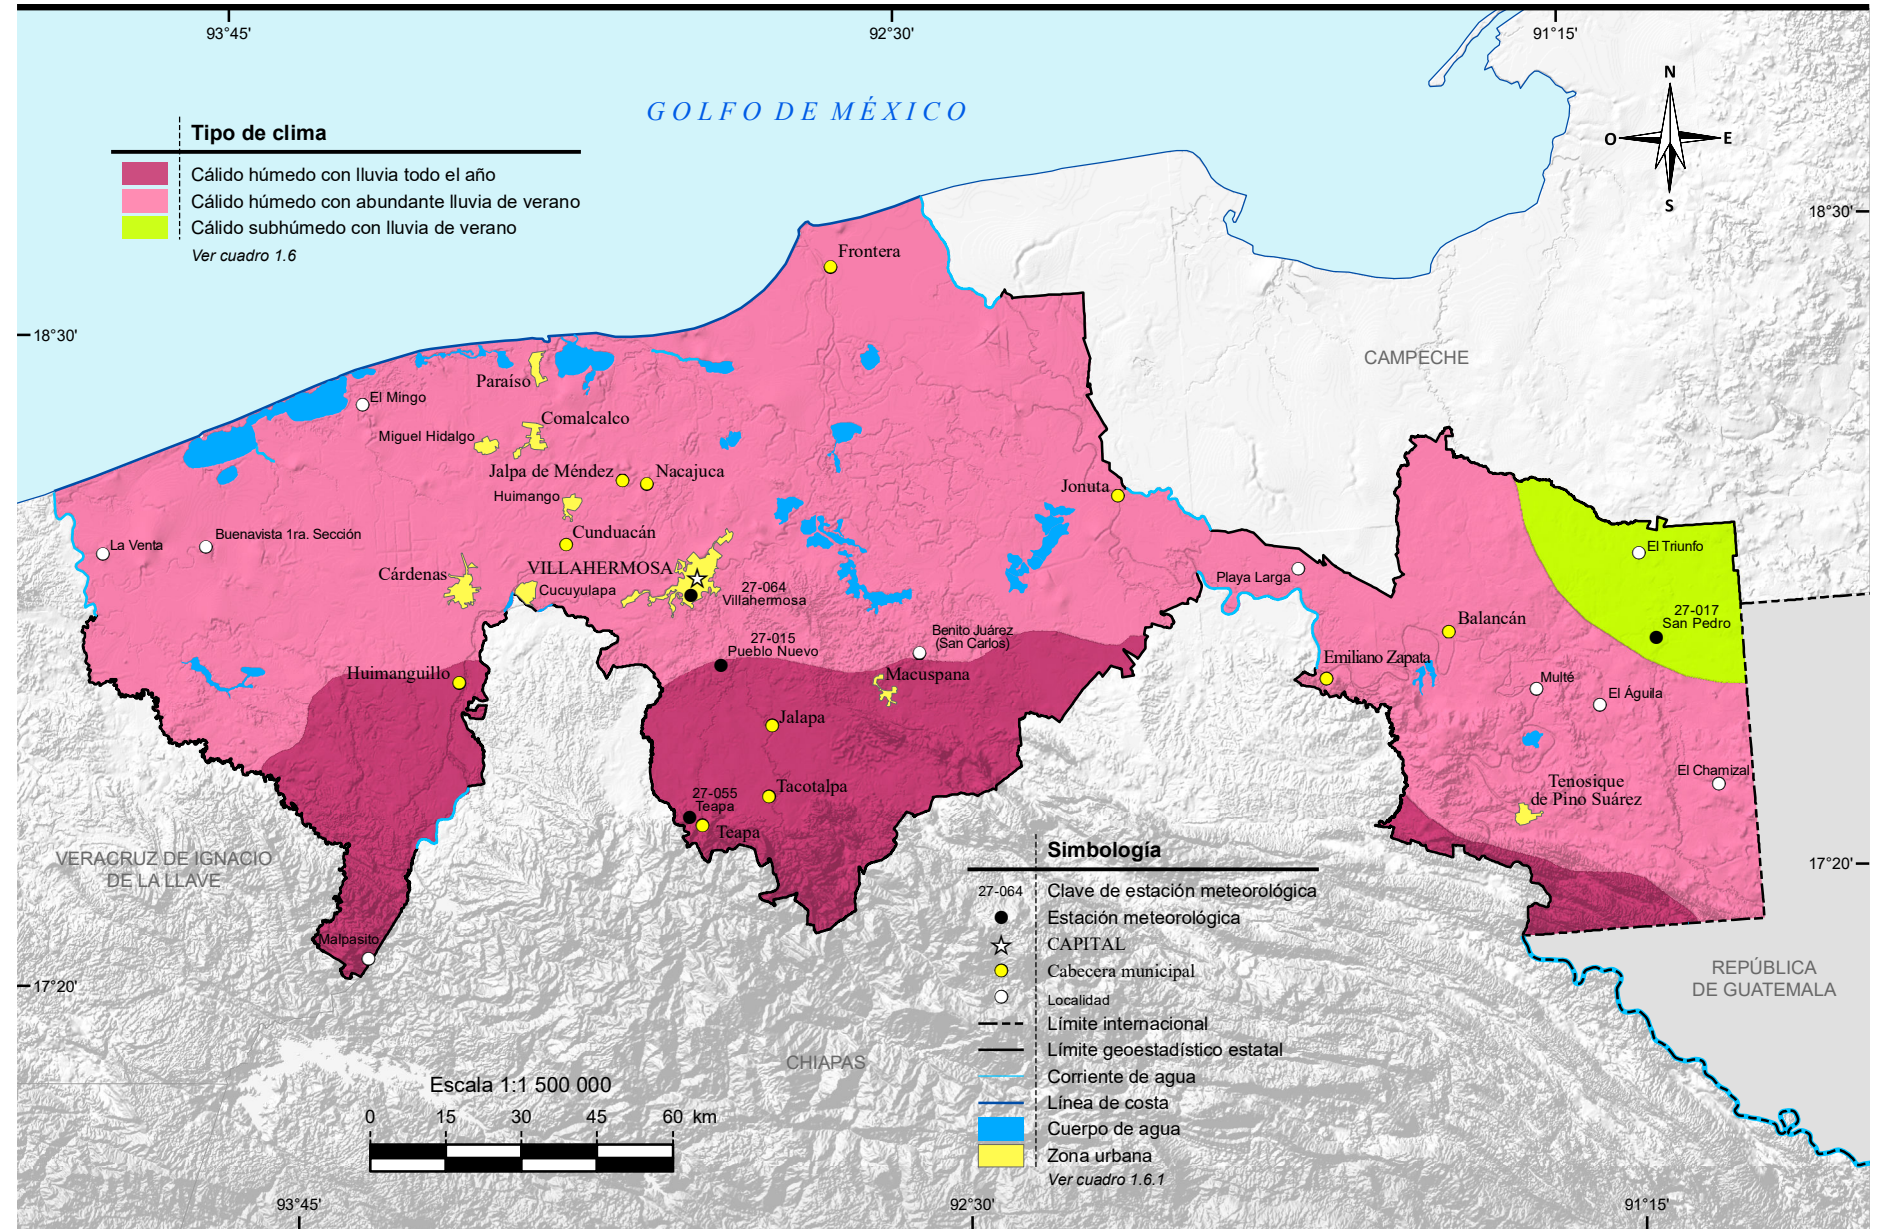 93°45'
92°30'
91°15'
N
O
E
S
GOLFO DE MÉXICO
Tipo de clima
Cálido húmedo con lluvia todo el año
Cálido húmedo con abundante lluvia de verano
Cálido subhúmedo con lluvia de verano
Ver cuadro 1.6
18°30'
18°30'
Frontera
CAMPECHE
Paraíso
El Mingo
Comalcalco
Miguel Hidalgo
Jalpa de Méndez
Nacajuca
Huimango
Jonuta
Cunduacán
Buenavista 1ra. Sección
La Venta
El Triunfo
VILLAHERMOSA
Cárdenas
Cucuyulapa
27-064
Villahermosa
Playa Larga
27-017
San Pedro
Balancán
27-015
Pueblo Nuevo
Benito Juárez
(San Carlos)
Emiliano Zapata
Huimanguillo
Macuspana
Multé
El Águila
Jalapa
El Chamizal
Tenosique
de Pino Suárez
Tacotalpa
27-055
Teapa
Teapa
VERACRUZ DE IGNACIO
DE LA LLAVE
17°20'
Malpasito
17°20'
REPÚBLICA
DE GUATEMALA
CHIAPAS
Simbología
27-064 Clave de estación meteorológica
Estación meteorológica
CAPITAL
Cabecera municipal
Localidad
Límite internacional
Límite geoestadístico estatal
Corriente de agua
Línea de costa
Cuerpo de agua
Zona urbana
Ver cuadro 1.6.1
Escala 1:1 500 000
0 15 30 45 60 km
93°45'
92°30'
91°15'